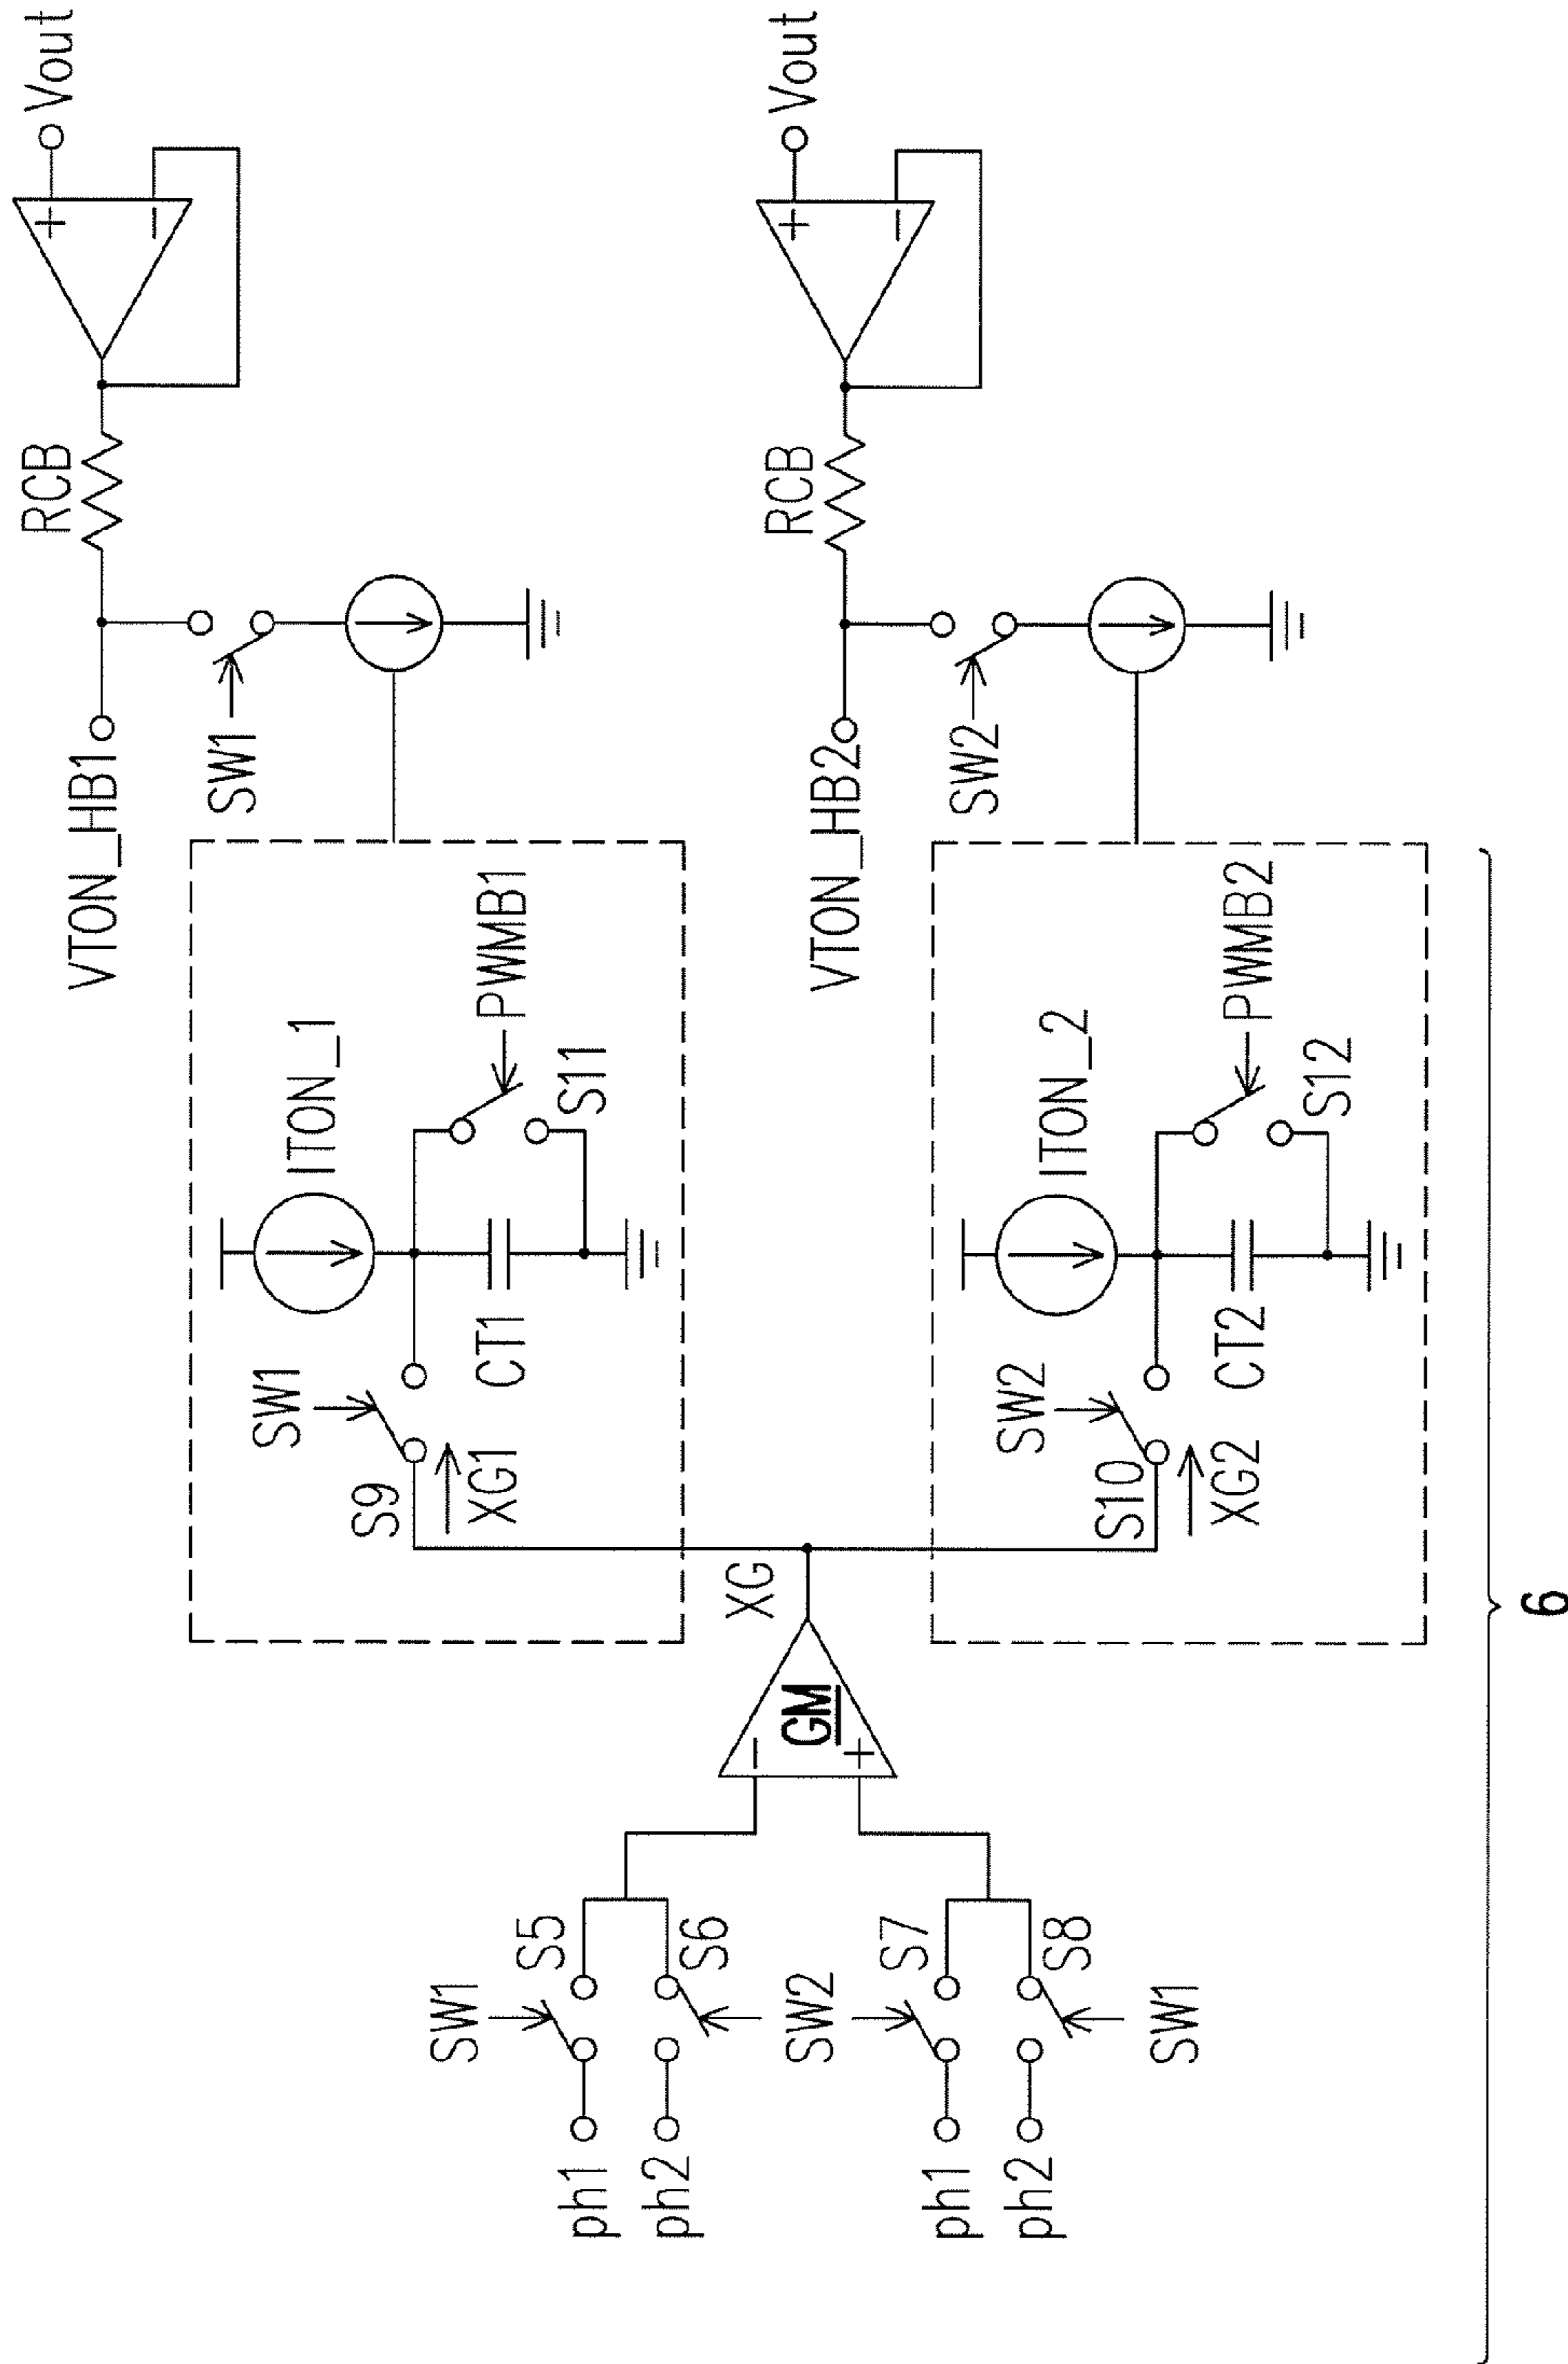 Vout
+
−
RCB
VTON_HB1
SW1
ITON_1
PWMB1
S11
CT1
SW1
S9
XG1
Vout
+
−
RCB
VTON_HB2
SW2
ITON_2
PWMB2
S12
CT2
SW2
S10
XG2
XG
GM
−
+
SW1
S5
S6
ph1
ph2
SW2
S7
S8
SW1
ph1
ph2
6